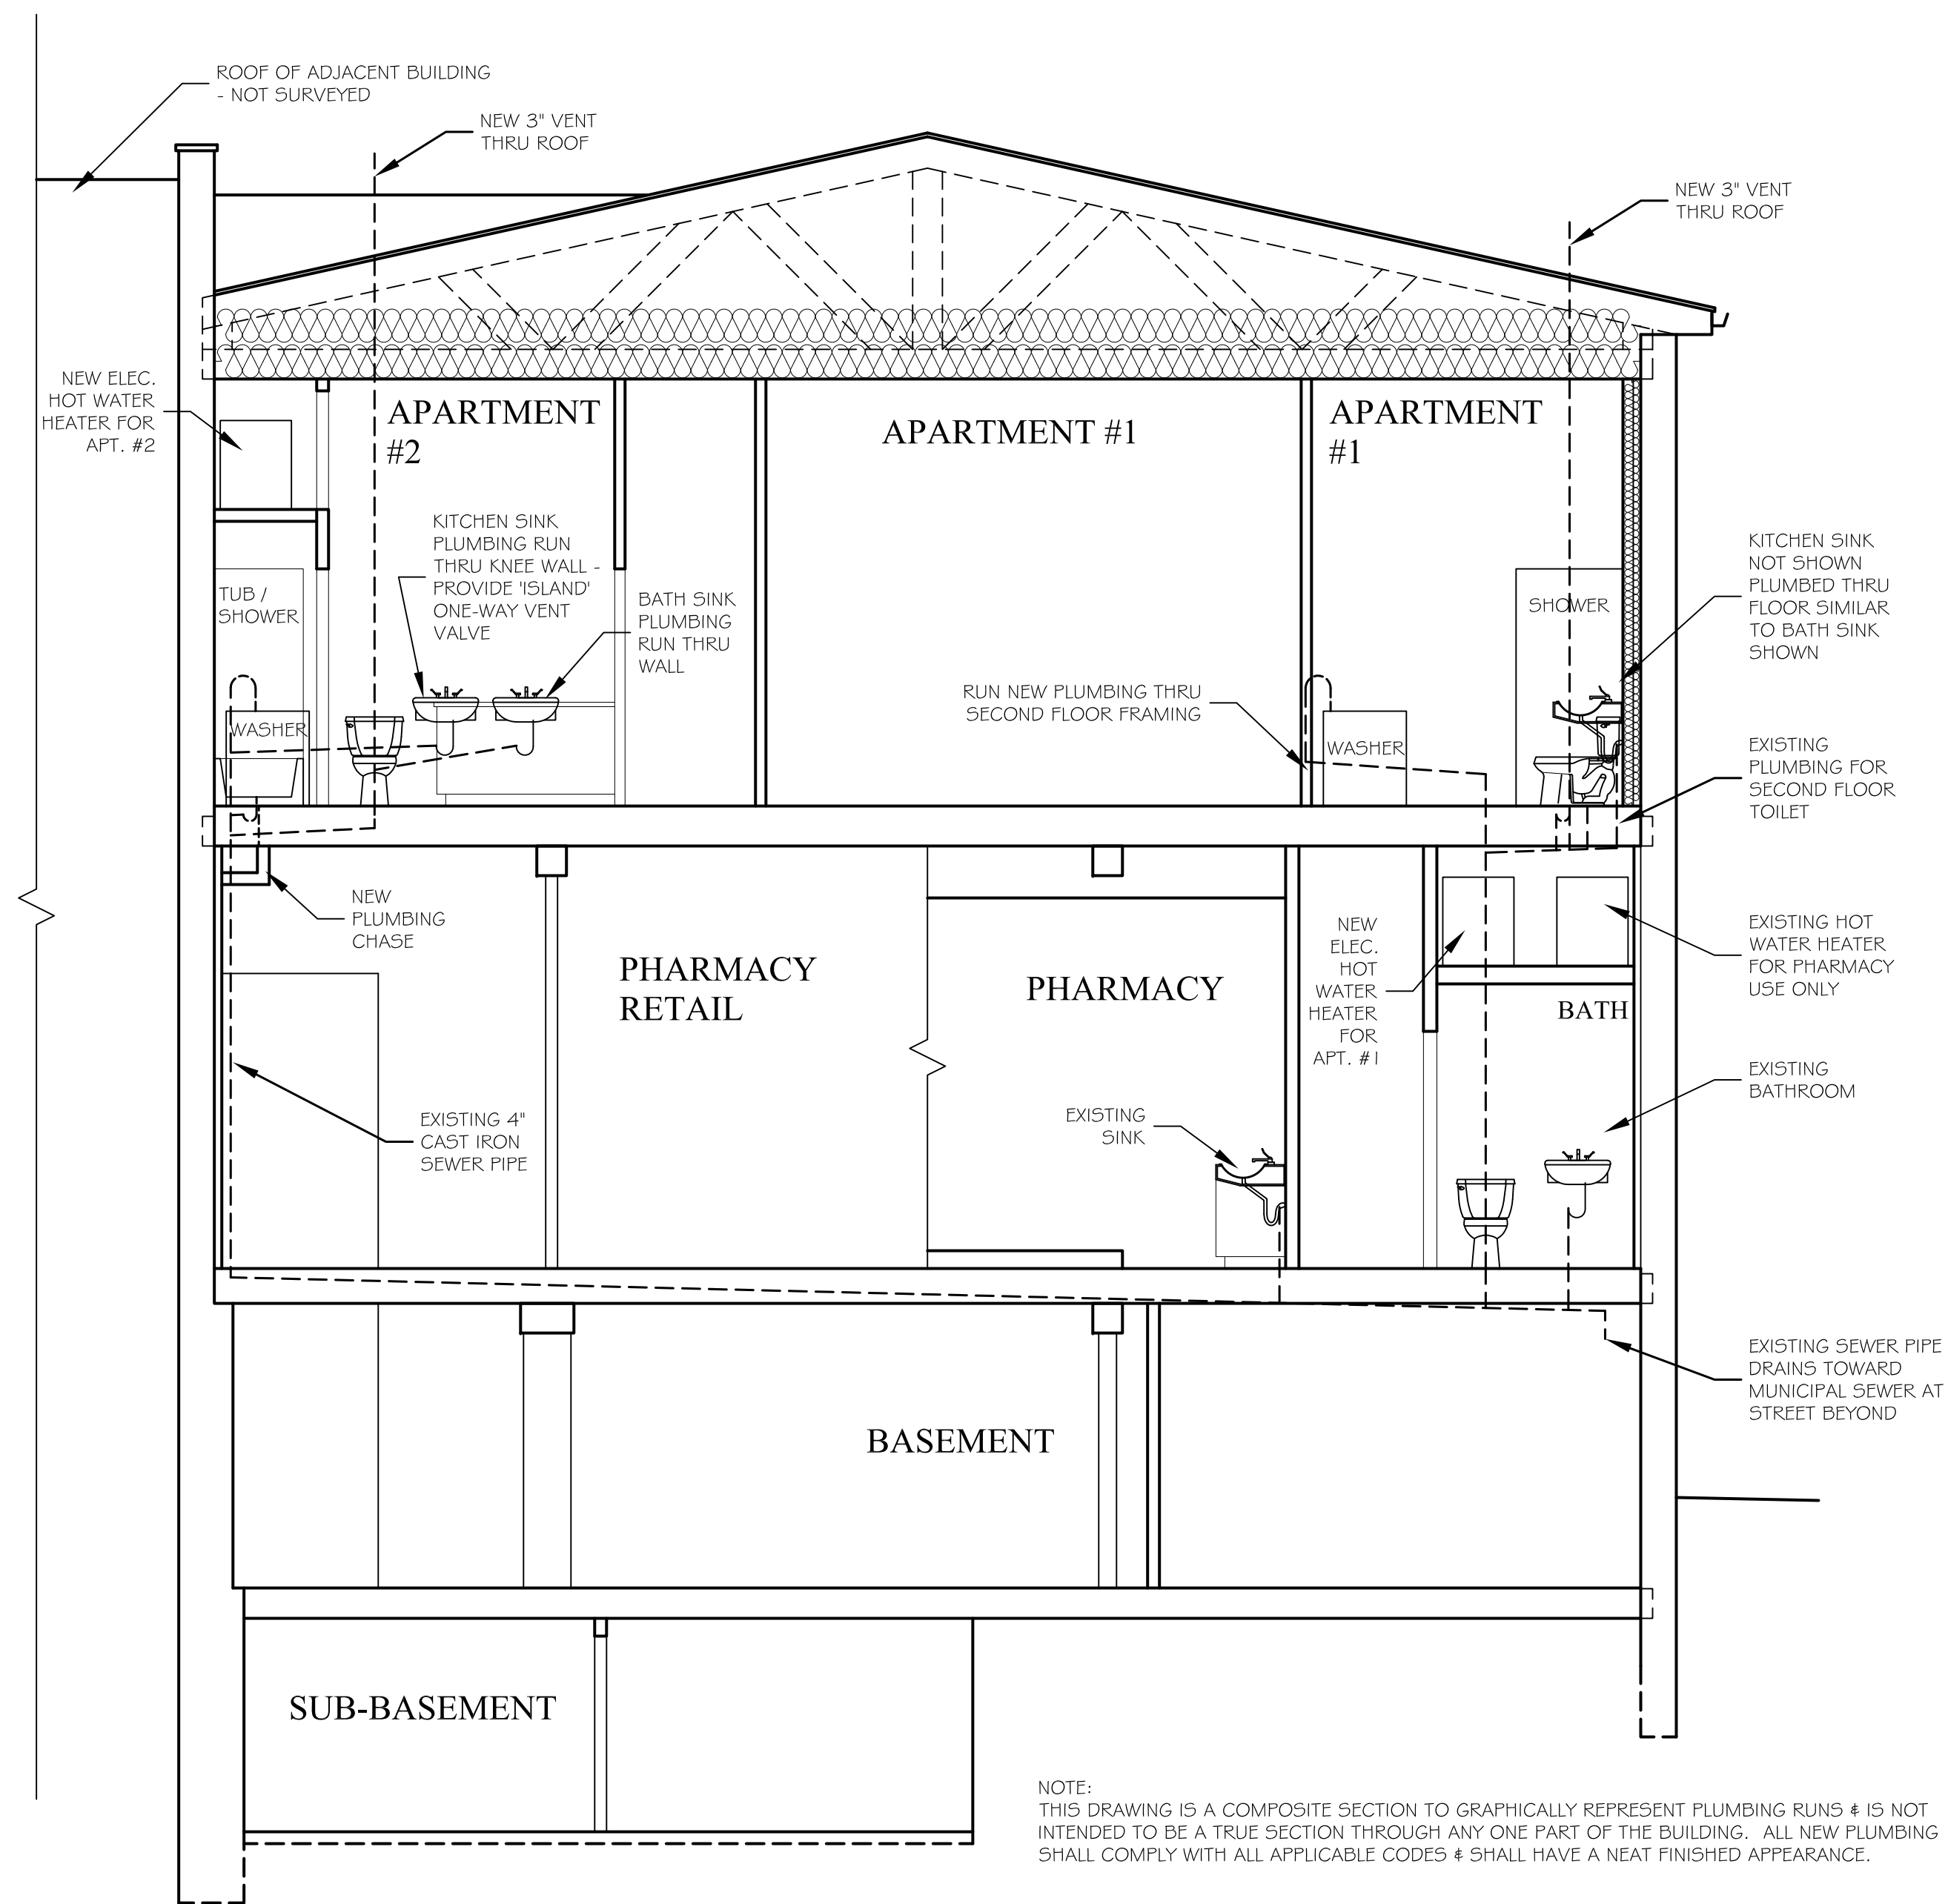 ROOF OF ADJACENT BUILDING
- NOT SURVEYED
NEW 3" VENT
THRU ROOF
NEW 3" VENT
THRU ROOF
NEW ELEC.
HOT WATER
HEATER FOR
APT. #2
APARTMENT
#2
APARTMENT #1
APARTMENT
#1
KITCHEN SINK
PLUMBING RUN
THRU KNEE WALL -
PROVIDE 'ISLAND'
ONE-WAY VENT
VALVE
BATH SINK
PLUMBING
RUN THRU
WALL
TUB /
SHOWER
WASHER
RUN NEW PLUMBING THRU
SECOND FLOOR FRAMING
WASHER
SHOWER
KITCHEN SINK
NOT SHOWN
PLUMBED THRU
FLOOR SIMILAR
TO BATH SINK
SHOWN
EXISTING
PLUMBING FOR
SECOND FLOOR
TOILET
NEW
PLUMBING
CHASE
PHARMACY
RETAIL
PHARMACY
NEW
ELEC.
HOT
WATER
HEATER
FOR
APT. #1
EXISTING HOT
WATER HEATER
FOR PHARMACY
USE ONLY
BATH
EXISTING
BATHROOM
EXISTING 4"
CAST IRON
SEWER PIPE
EXISTING
SINK
EXISTING SEWER PIPE
DRAINS TOWARD
MUNICIPAL SEWER AT
STREET BEYOND
BASEMENT
SUB-BASEMENT
NOTE:
THIS DRAWING IS A COMPOSITE SECTION TO GRAPHICALLY REPRESENT PLUMBING RUNS & IS NOT
INTENDED TO BE A TRUE SECTION THROUGH ANY ONE PART OF THE BUILDING. ALL NEW PLUMBING
SHALL COMPLY WITH ALL APPLICABLE CODES & SHALL HAVE A NEAT FINISHED APPEARANCE.